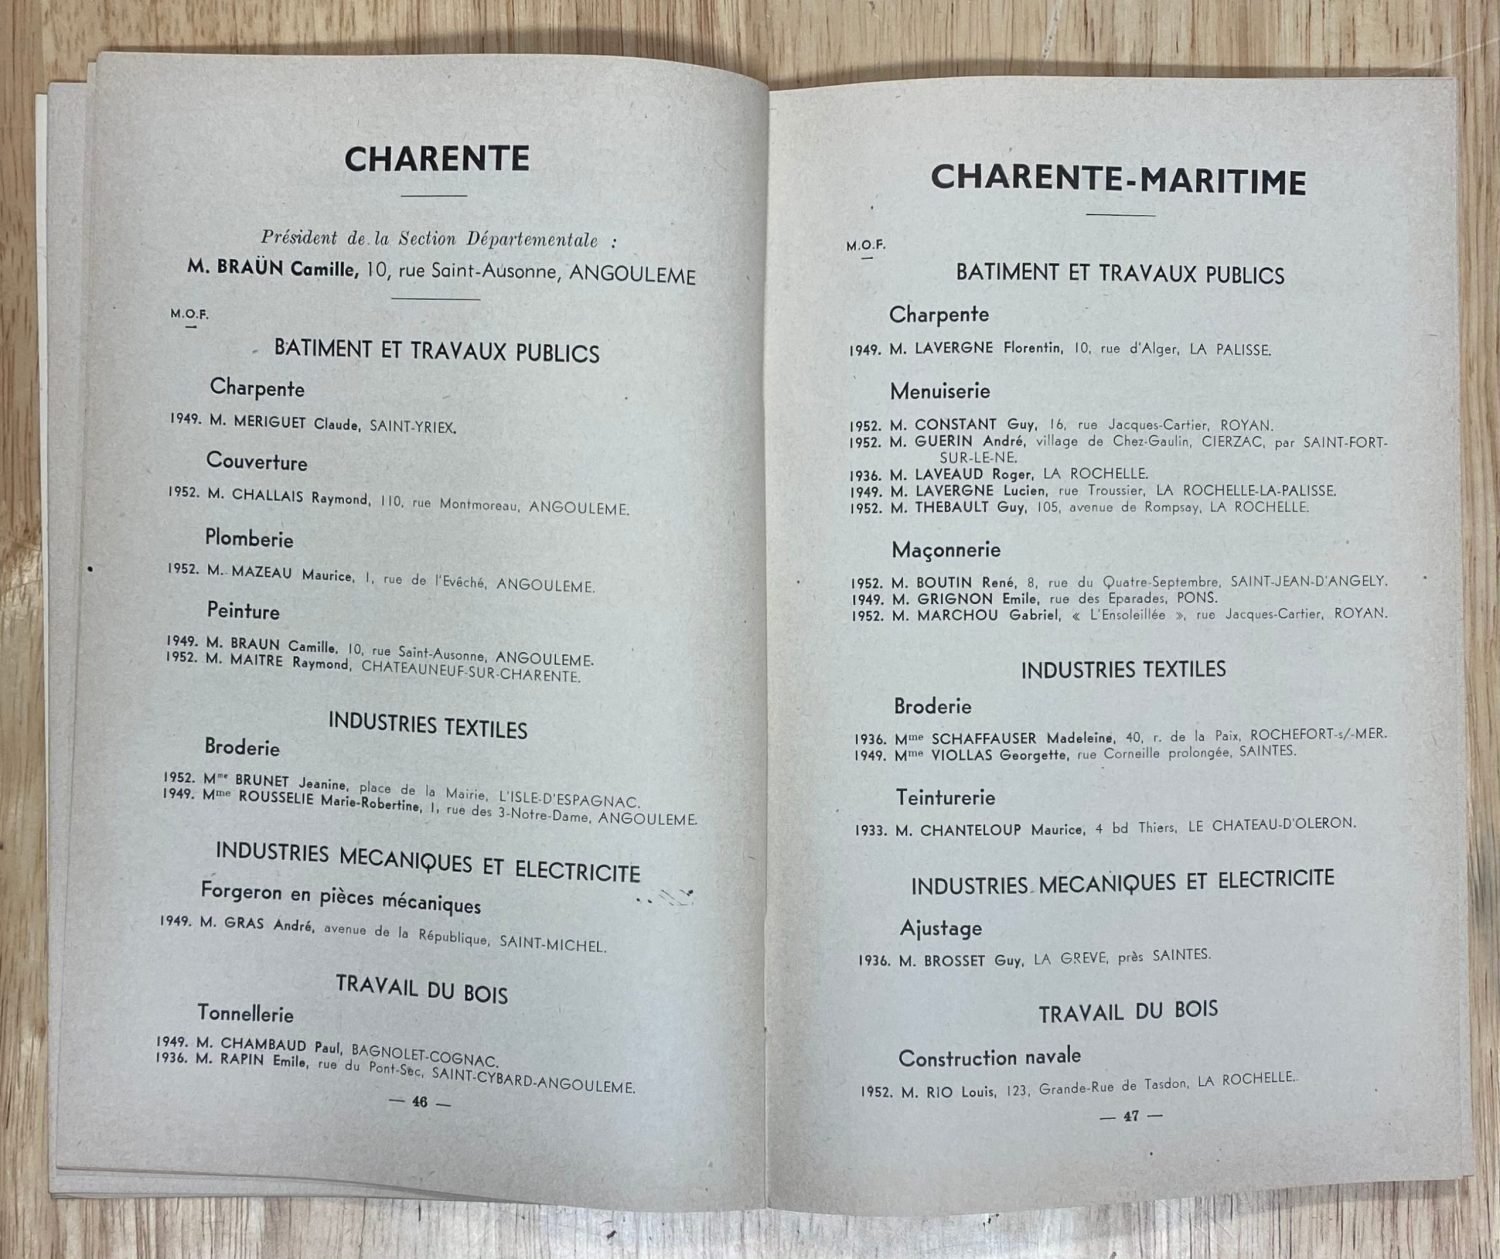 CHARENTE
Président de la Section Départementale :
M. BRAÜN Camille, 10, rue Saint-Ausonne, ANGOULEME
M.O.F.
BATIMENT ET TRAVAUX PUBLICS
Charpente
1949. M. MERIGUET Claude, SAINT-YRIEX.
Couverture
1952. M. CHALLAIS Raymond, 110, rue Montmoreau, ANGOULEME.
Plomberie
1952. M. MAZEAU Maurice, 1, rue de l'Evêché, ANGOULEME.
Peinture
1949. M. BRAUN Camille, 10, rue Saint-Ausonne, ANGOULEME.
1952. M. MAITRE Raymond, CHATEAUNEUF-SUR-CHARENTE.
INDUSTRIES TEXTILES
Broderie
1952. Mme BRUNET Jeanine, place de la Mairie, L'ISLE-D'ESPAGNAC.
1949. Mme ROUSSELIE Marie-Robertine, 1, rue des 3-Notre-Dame, ANGOULEME.
INDUSTRIES MECANIQUES ET ELECTRICITE
Forgeron en pièces mécaniques
1949. M. GRAS André, avenue de la République, SAINT-MICHEL.
TRAVAIL DU BOIS
Tonnellerie
1949. M. CHAMBAUD Paul, BAGNOLET-COGNAC.
1936. M. RAPIN Emile, rue du Pont-Sec, SAINT-CYBARD-ANGOULEME.
— 46 —
CHARENTE-MARITIME
M.O.F.
BATIMENT ET TRAVAUX PUBLICS
Charpente
1949. M. LAVERGNE Florentin, 10, rue d'Alger, LA PALISSE.
Menuiserie
1952. M. CONSTANT Guy, 16, rue Jacques-Cartier, ROYAN.
1952. M. GUERIN André, village de Chez-Gaulin, CIERZAC, par SAINT-FORT-
SUR-LE-NE.
1936. M. LAVEAUD Roger, LA ROCHELLE.
1949. M. LAVERGNE Lucien, rue Troussier, LA ROCHELLE-LA-PALISSE.
1952. M. THEBAULT Guy, 105, avenue de Rompsay, LA ROCHELLE.
Maçonnerie
1952. M. BOUTIN René, 8, rue du Quatre-Septembre, SAINT-JEAN-D'ANGELY.
1949. M. GRIGNON Emile, rue des Eparades, PONS.
1952. M. MARCHOU Gabriel, « L'Ensoleillée », rue Jacques-Cartier, ROYAN.
INDUSTRIES TEXTILES
Broderie
1936. Mme SCHAFFAUSER Madeleine, 40, r. de la Paix, ROCHEFORT-s/-MER.
1949. Mme VIOLLAS Georgette, rue Corneille prolongée, SAINTES.
Teinturerie
1933. M. CHANTELOUP Maurice, 4 bd Thiers, LE CHATEAU-D'OLERON.
INDUSTRIES MECANIQUES ET ELECTRICITE
Ajustage
1936. M. BROSSET Guy, LA GREVE, près SAINTES.
TRAVAIL DU BOIS
Construction navale
1952. M. RIO Louis, 123, Grande-Rue de Tasdon, LA ROCHELLE.
— 47 —